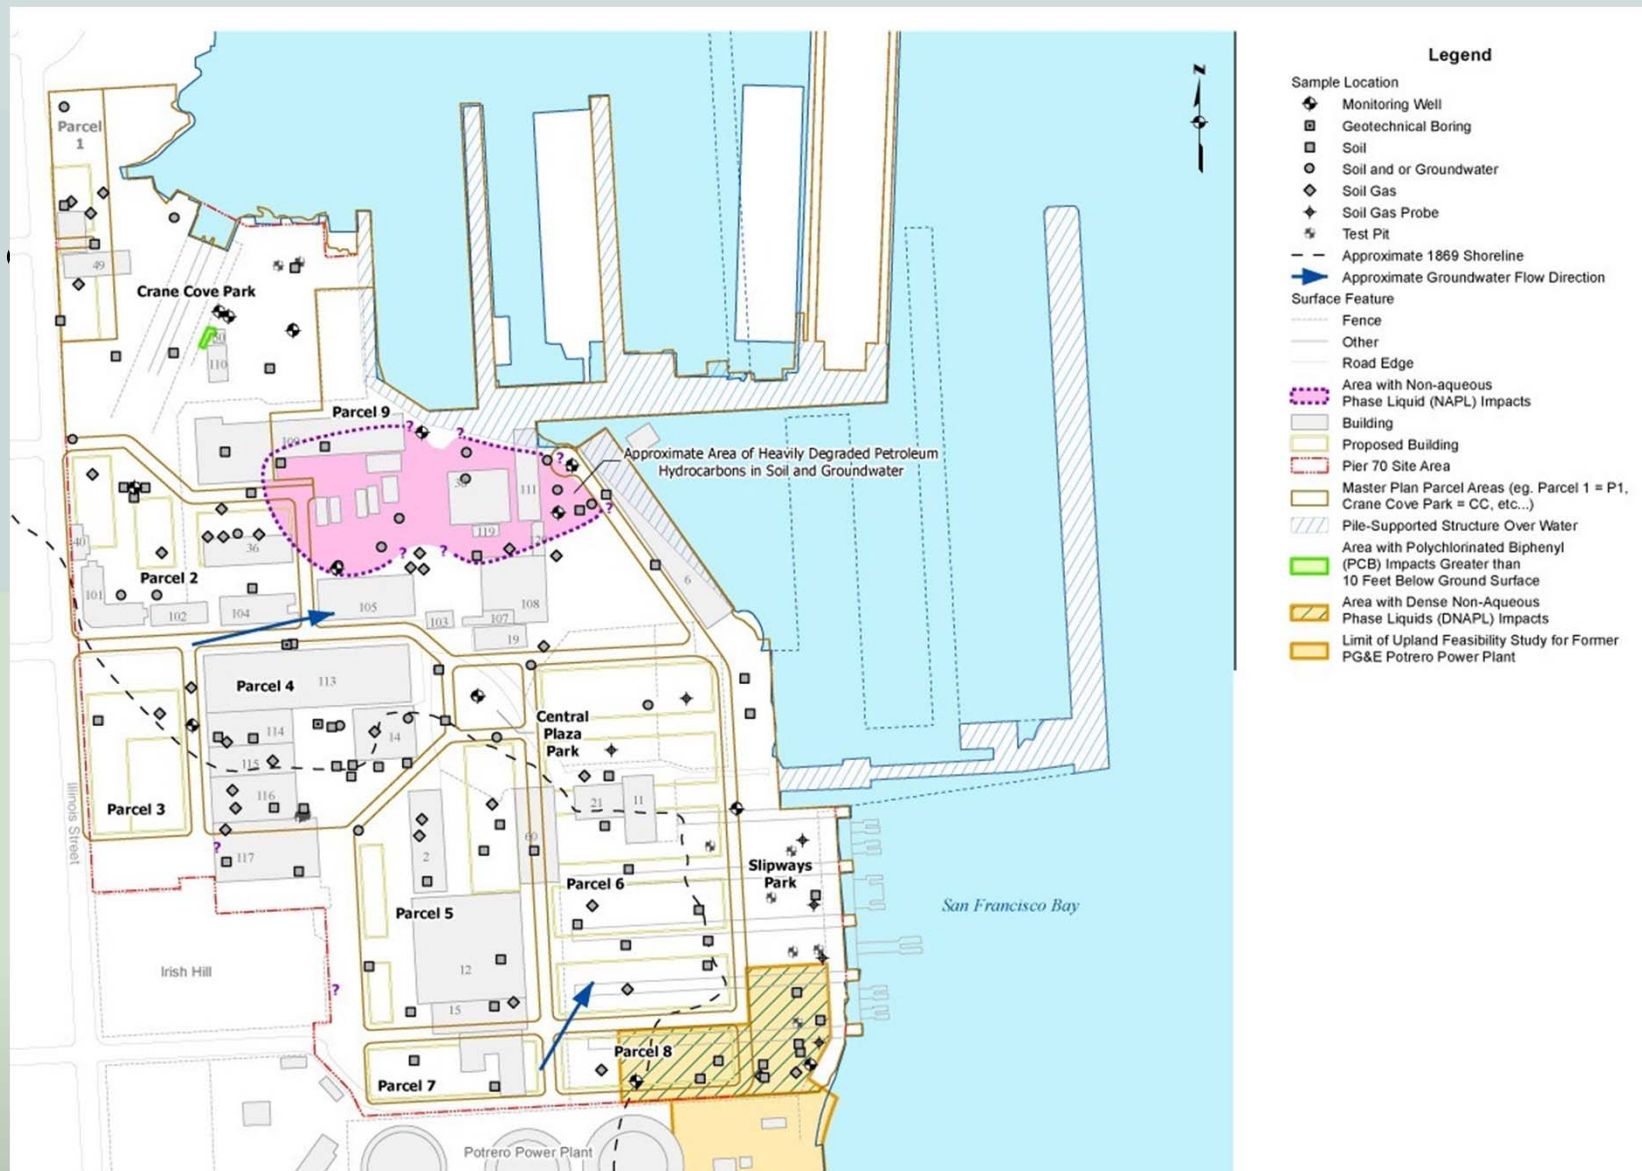 Parcel
1
49
Crane Cove Park
110
Parcel 9
109
Approximate Area of Heavily Degraded Petroleum
Hydrocarbons in Soil and Groundwater
?
?
?
?
?
?
38
111
119
40
36
Parcel 2
101
102
104
105
103
107
108
19
6
Parcel 4
113
114
115
116
117
14
?
Parcel 3
Illinois Street
Central
Plaza
Park
21
11
2
60
Parcel 5
Parcel 6
Slipways
Park
San Francisco Bay
12
15
Irish Hill
?
Parcel 7
Parcel 8
Potrero Power Plant
N
Legend
Sample Location
Monitoring Well
Geotechnical Boring
Soil
Soil and or Groundwater
Soil Gas
Soil Gas Probe
Test Pit
Approximate 1869 Shoreline
Approximate Groundwater Flow Direction
Surface Feature
Fence
Other
Road Edge
Area with Non-aqueous
Phase Liquid (NAPL) Impacts
Building
Proposed Building
Pier 70 Site Area
Master Plan Parcel Areas (eg. Parcel 1 = P1,
Crane Cove Park = CC, etc...)
Pile-Supported Structure Over Water
Area with Polychlorinated Biphenyl
(PCB) Impacts Greater than
10 Feet Below Ground Surface
Area with Dense Non-Aqueous
Phase Liquids (DNAPL) Impacts
Limit of Upland Feasibility Study for Former
PG&E Potrero Power Plant